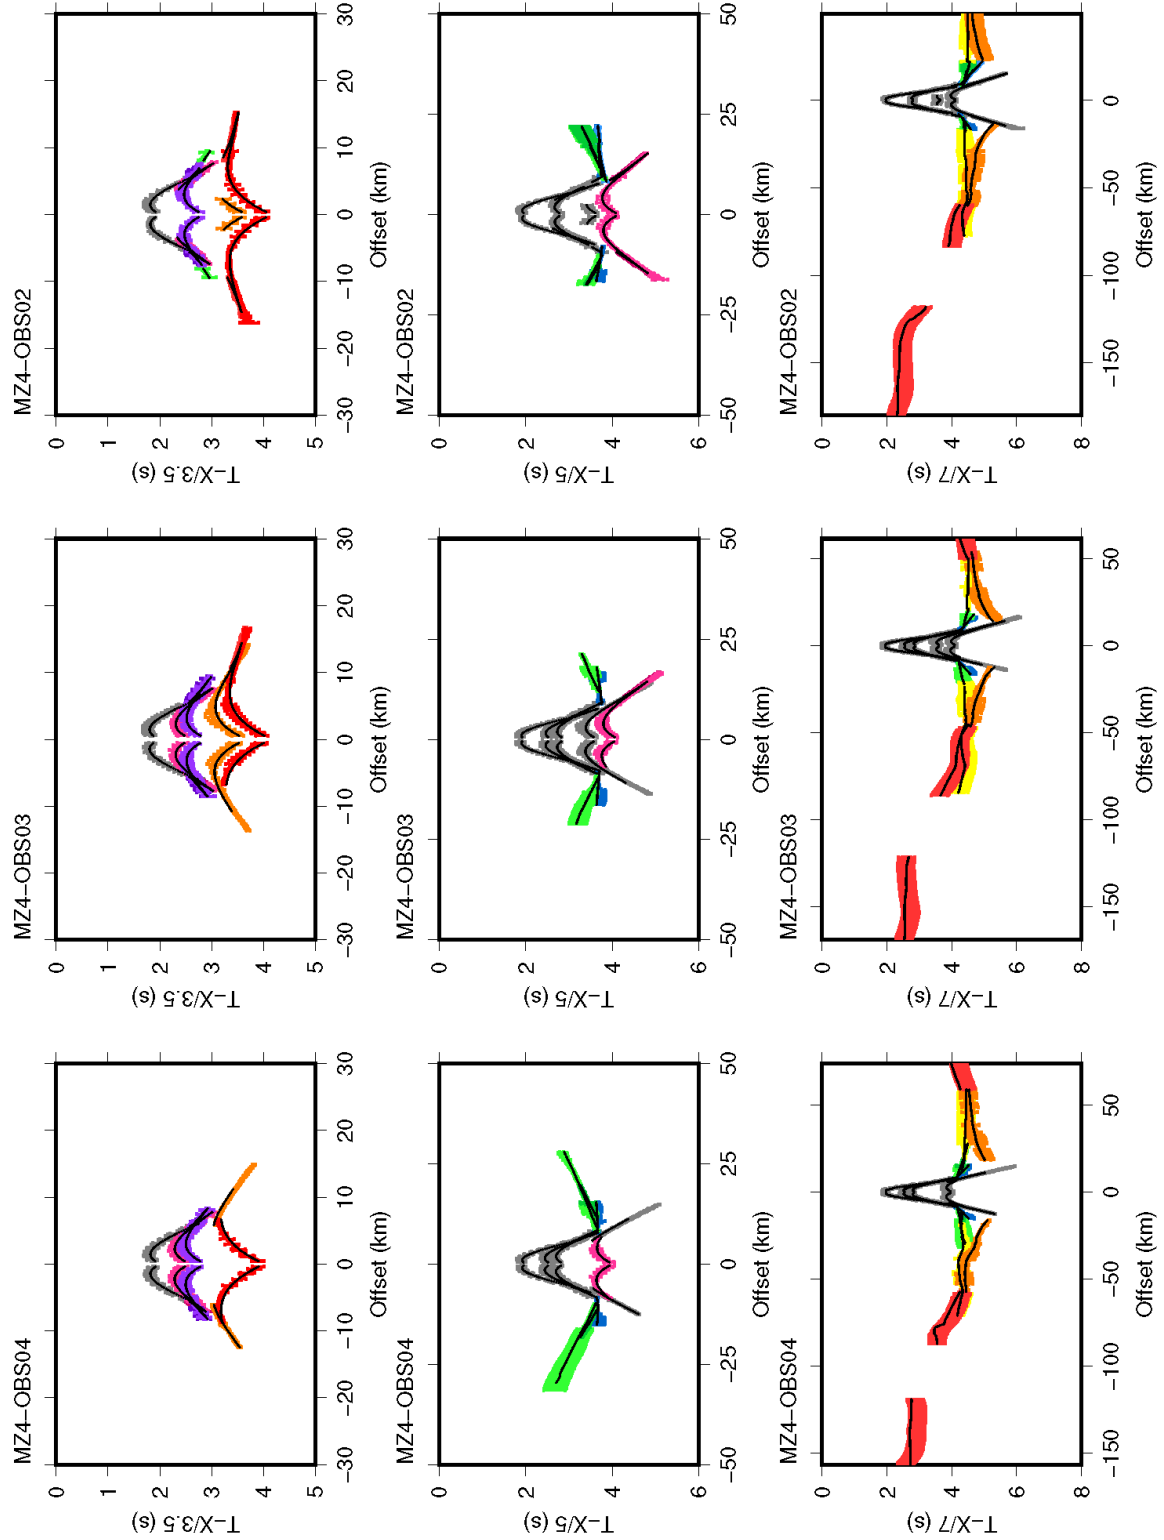 MZ4−OBS04
0
1
2
3
4
5
T−X/3.5 (s)
−30 −20 −10 0 10 20 30
Offset (km)
MZ4−OBS03
0
1
2
3
4
5
T−X/3.5 (s)
−30 −20 −10 0 10 20 30
Offset (km)
MZ4−OBS02
0
1
2
3
4
5
T−X/3.5 (s)
−30 −20 −10 0 10 20 30
Offset (km)
MZ4−OBS04
0
2
4
6
T−X/5 (s)
−50 −25 0 25 50
Offset (km)
MZ4−OBS03
0
2
4
6
T−X/5 (s)
−50 −25 0 25 50
Offset (km)
MZ4−OBS02
0
2
4
6
T−X/5 (s)
−50 −25 0 25 50
Offset (km)
MZ4−OBS04
0
2
4
6
8
T−X/7 (s)
−150 −100 −50 0 50
Offset (km)
MZ4−OBS03
0
2
4
6
8
T−X/7 (s)
−150 −100 −50 0 50
Offset (km)
MZ4−OBS02
0
2
4
6
8
T−X/7 (s)
−150 −100 −50 0
Offset (km)